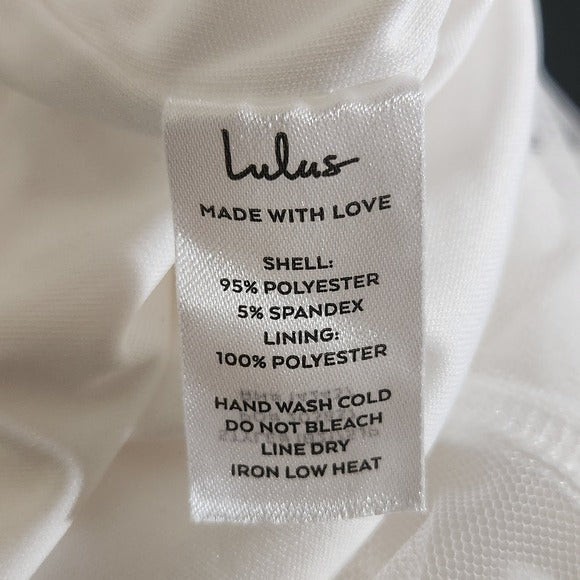 Lulus
MADE WITH LOVE
SHELL:
95% POLYESTER
5% SPANDEX
LINING:
100% POLYESTER
HAND WASH COLD
DO NOT BLEACH
LINE DRY
IRON LOW HEAT